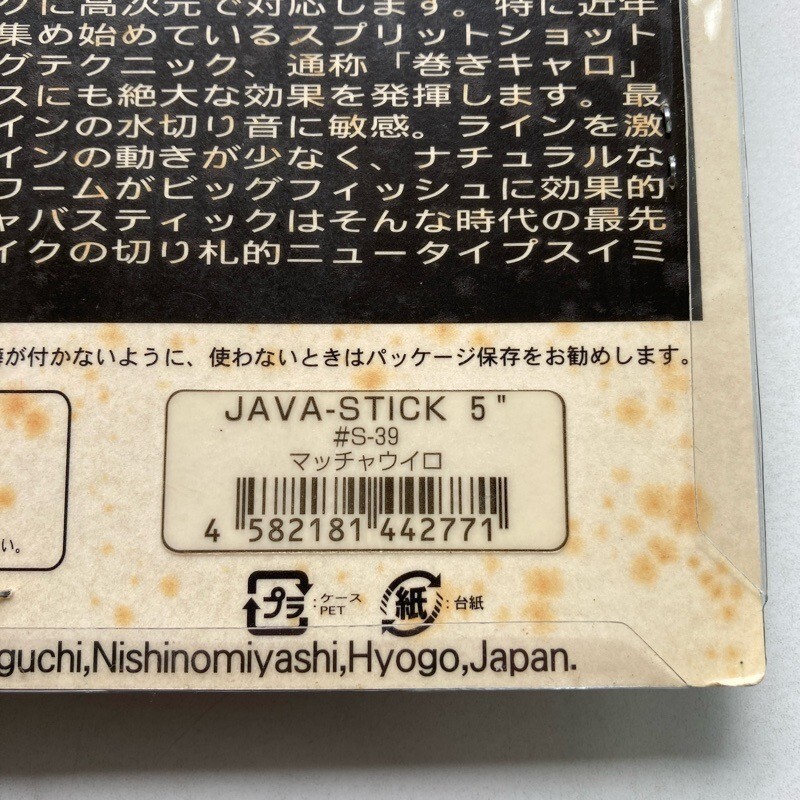 グに高次元で対応します。特に近年
集め始めているスプリットショット
グテクニック、通称「巻きキャロ」
スにも絶大な効果を発揮します。最
インの水切り音に敏感。ラインを激
インの動きが少なく、ナチュラルな
フームがビッグフィッシュに効果的
ャバスティックはそんな時代の最先
イクの切り札的ニュータイプスイミ
が付かないように、使わないときはパッケージ保存をお勧めします。
JAVA-STICK 5"
#S-39
マッチャウイロ
4 582181 442771
い。
プラ :ケース PET 紙 :台紙
guchi,Nishinomiyashi,Hyogo,Japan.